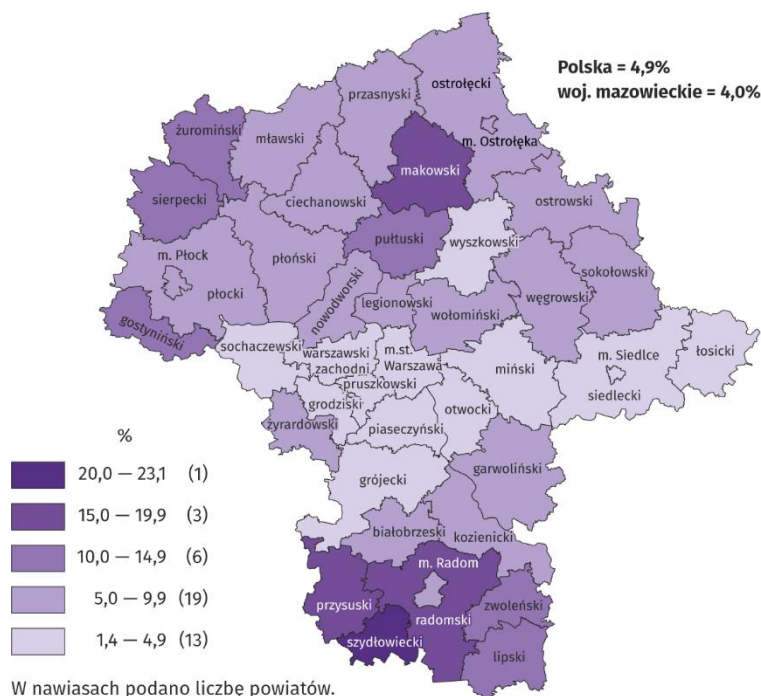 Polska = 4,9%
woj. mazowieckie = 4,0%
ostrołęcki
przasnyski
żuromiński
mławski
m. Ostrołęka
makowski
sierpecki
ciechanowski
ostrowski
pułtuski
wyszkowski
m. Płock
płoński
sokołowski
nowodworski
węgrowski
płocki
legionowski
wołomiński
gostyniński
sochaczewski
warszawski
zachodni
m.st.
Warszawa
m. Siedlce
łosicki
miński
pruszkowski
siedlecki
grodziski
otwocki
żyrardowski
piaseczyński
garwoliński
grójecki
białobrzeski
kozienicki
m. Radom
przysuski
zwoleński
radomski
szydłowiecki
lipski
%
20,0 — 23,1 (1)
15,0 — 19,9 (3)
10,0 — 14,9 (6)
5,0 — 9,9 (19)
1,4 — 4,9 (13)
W nawiasach podano liczbę powiatów.